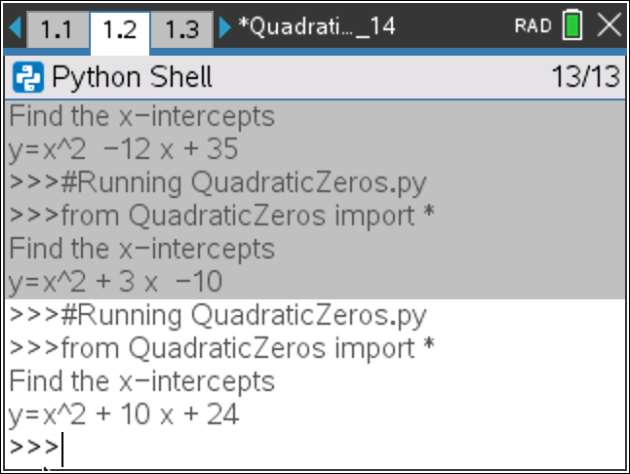 1.1 1.2 1.3 *Quadrati..._14 RAD
Python Shell 13/13
Find the x-intercepts
y=x^2  -12 x + 35
>>>#Running QuadraticZeros.py
>>>from QuadraticZeros import *
Find the x-intercepts
y=x^2 + 3 x  -10
>>>#Running QuadraticZeros.py
>>>from QuadraticZeros import *
Find the x-intercepts
y=x^2 + 10 x + 24
>>>